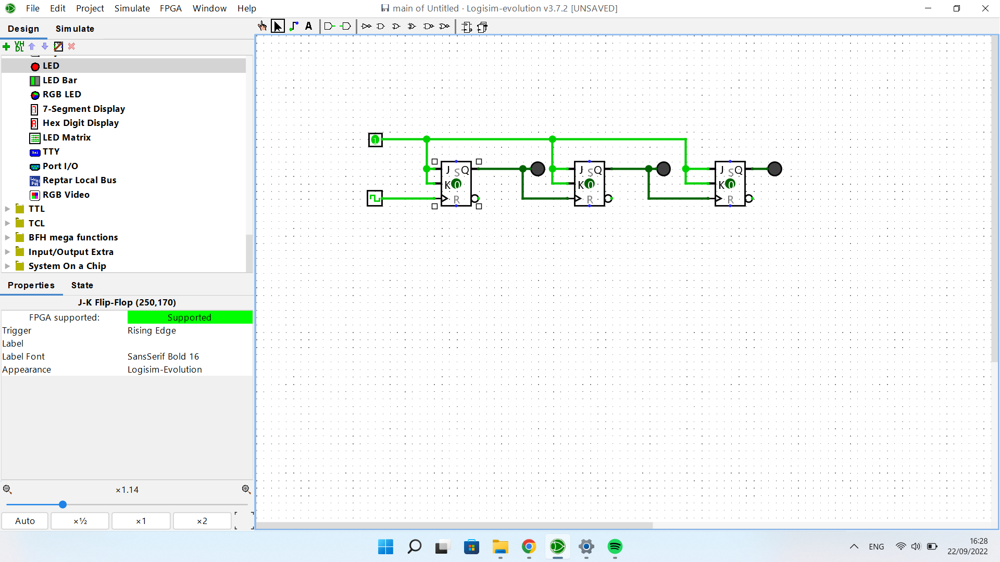 File Edit Project Simulate FPGA Window Help
main of Untitled · Logisim-evolution v3.7.2 [UNSAVED]
Design Simulate
VH
DL
A
LED
LED Bar
RGB LED
7-Segment Display
Hex Digit Display
LED Matrix
TTY
Port I/O
Reptar Local Bus
RGB Video
TTL
TCL
BFH mega functions
Input/Output Extra
System On a Chip
Properties State
J-K Flip-Flop (250,170)
FPGA supported: Supported
Trigger Rising Edge
Label
Label Font SansSerif Bold 16
Appearance Logisim-Evolution
×1.14
Auto ×½ ×1 ×2
1
J S Q
K 0
R
J S Q
K 0
R
J S Q
K 0
R
ENG
16:28
22/09/2022